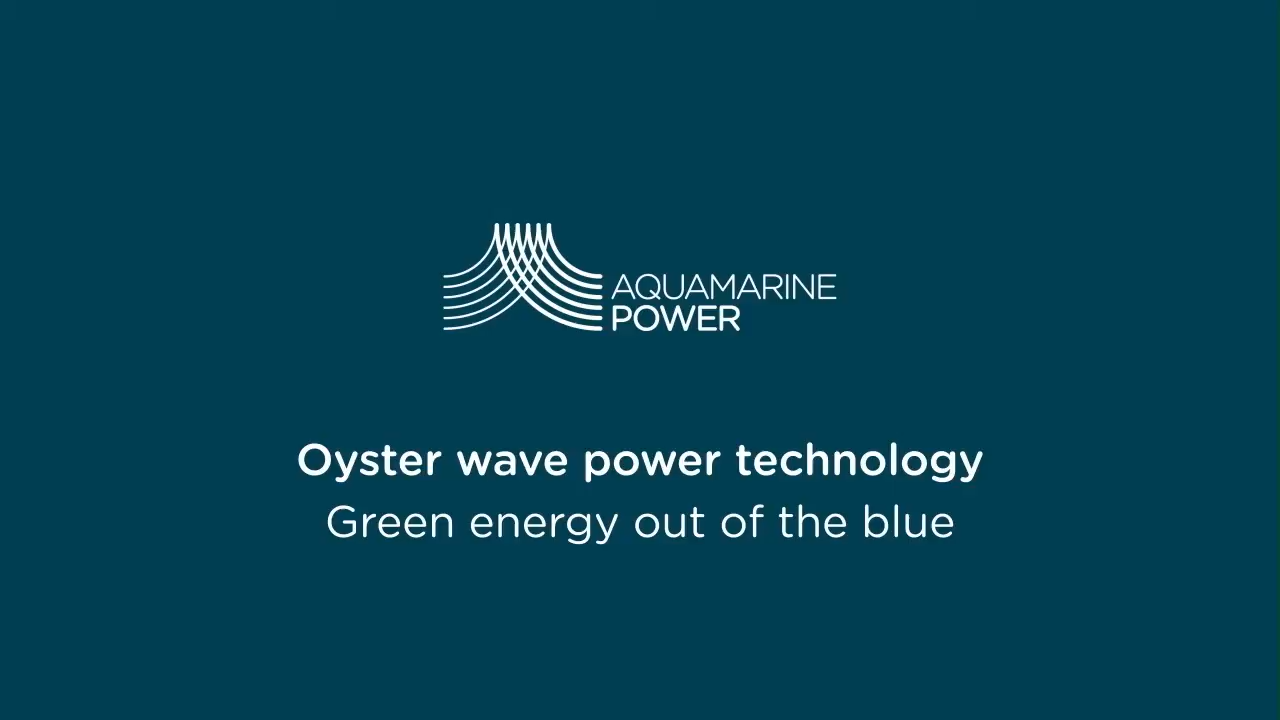 AQUAMARINE
POWER
Oyster wave power technology
Green energy out of the blue